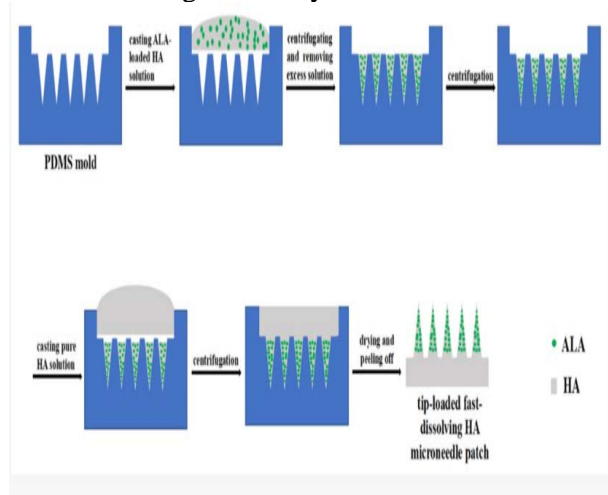 casting ALA-
loaded HA
solution
centrifugating
and removing
excess solution
centrifugation
PDMS mold
casting pure
HA solution
centrifugation
drying and
peeling off
ALA
HA
tip-loaded fast-
dissolving HA
microneedle patch